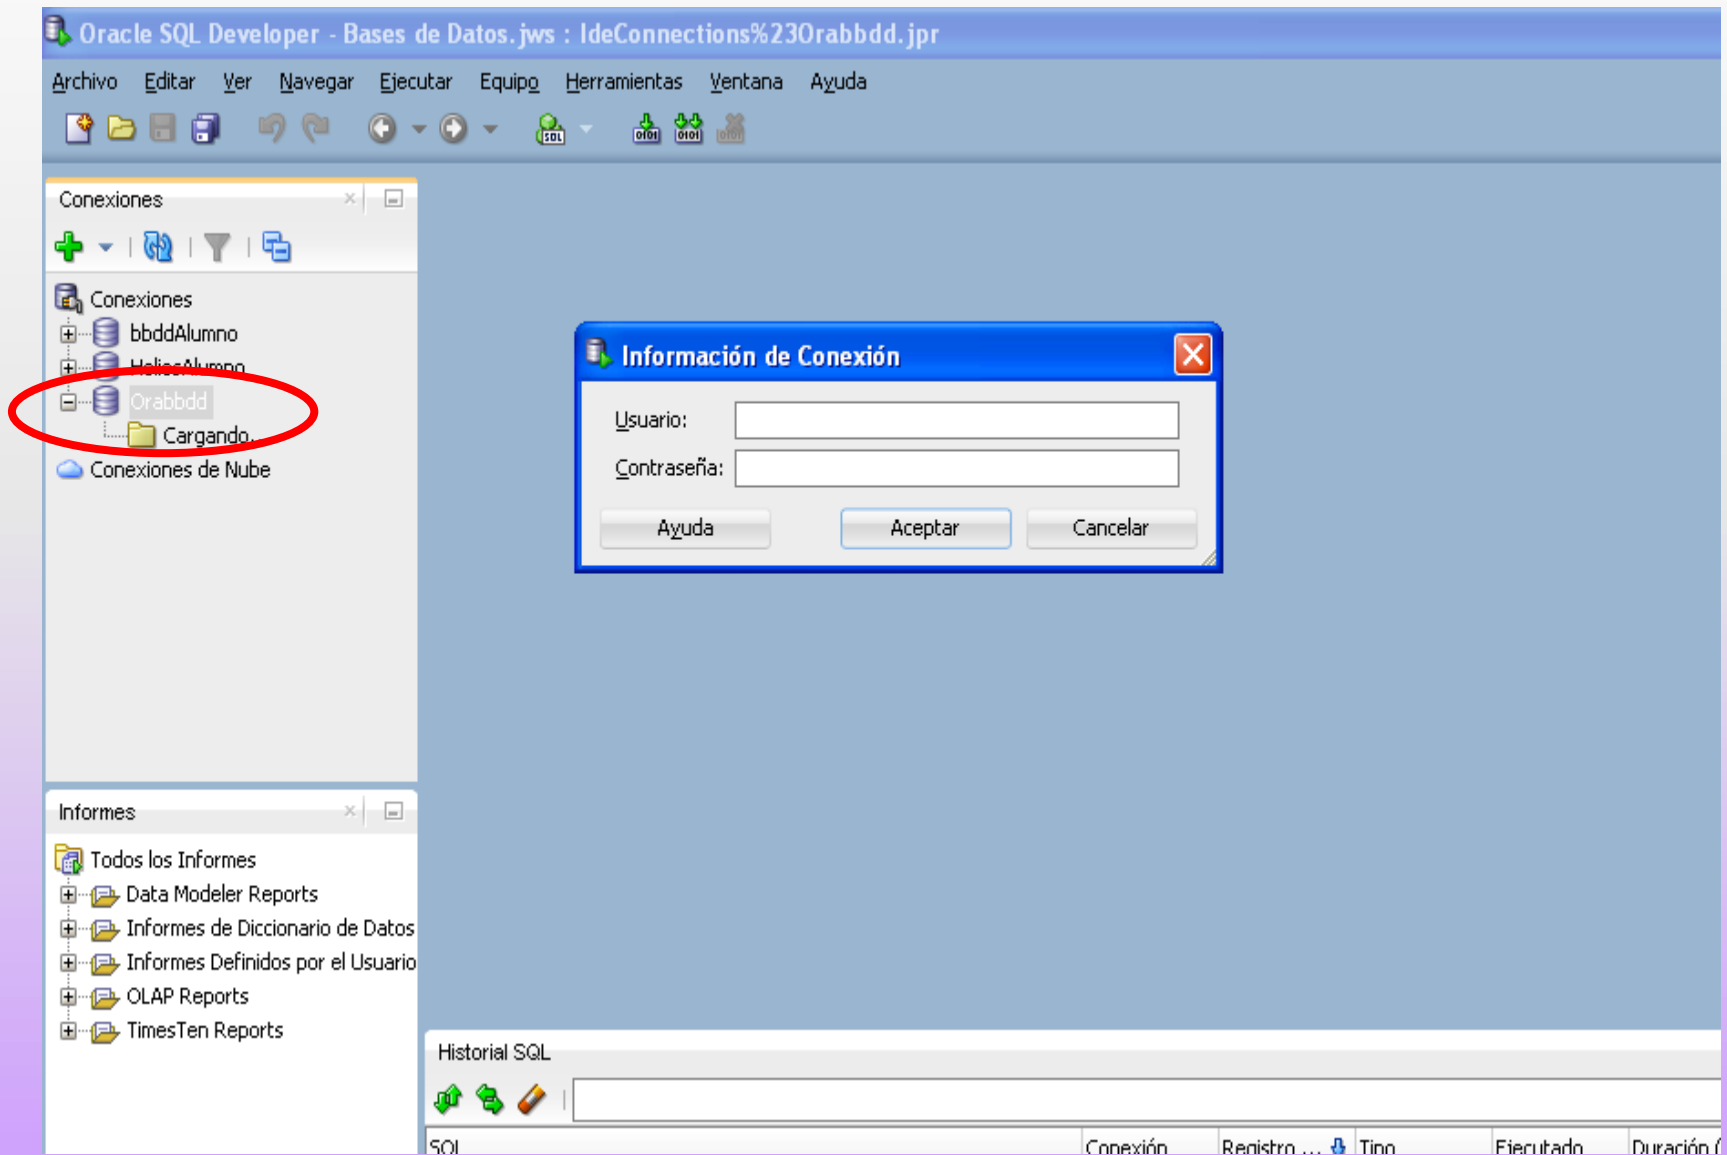 Oracle SQL Developer - Bases de Datos.jws : IdeConnections%23Orabbdd.jpr
Archivo Editar Ver Navegar Ejecutar Equipo Herramientas Ventana Ayuda
Conexiones
Conexiones
bbddAlumno
HeliosAlumno
Orabbdd
Cargando...
Conexiones de Nube
Información de Conexión
Usuario:
Contraseña:
Ayuda Aceptar Cancelar
Informes
Todos los Informes
Data Modeler Reports
Informes de Diccionario de Datos
Informes Definidos por el Usuario
OLAP Reports
TimesTen Reports
Historial SQL
SQL Conexión Registro ... Tipo Ejecutado Duración (